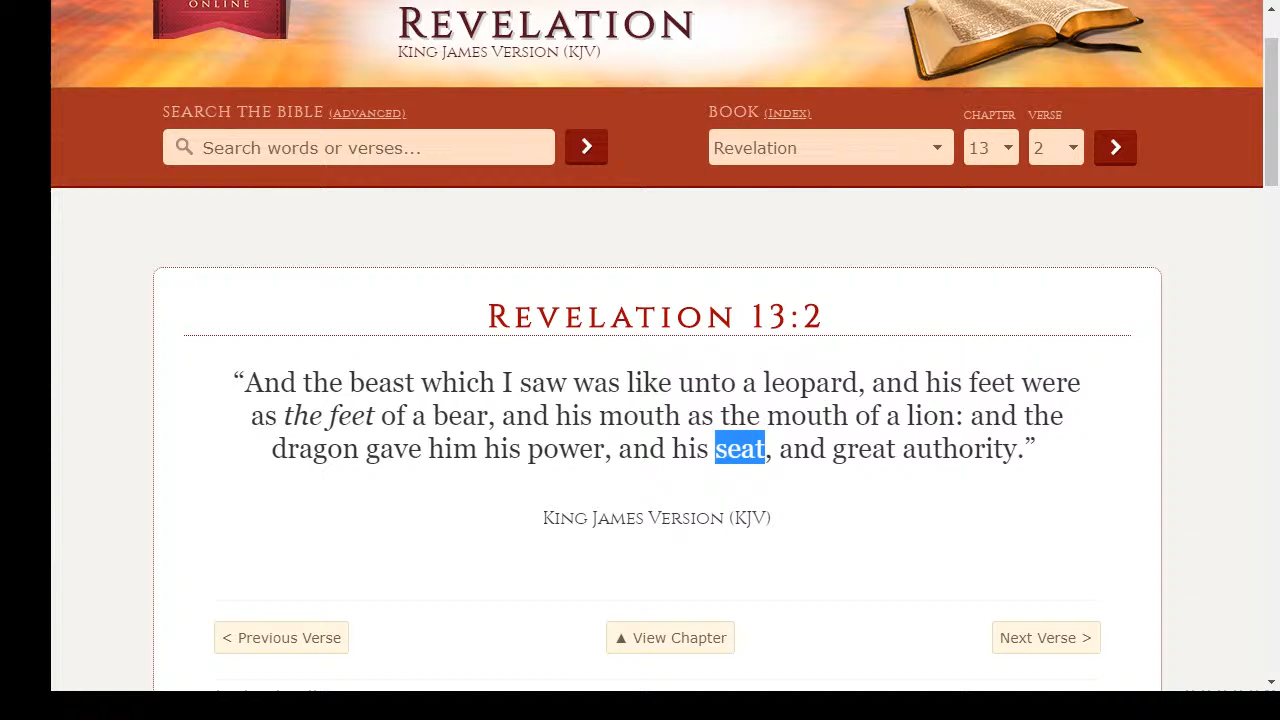 ONLINE
Revelation
King James Version (KJV)
Search the Bible (Advanced)
Book (Index)
Chapter
Verse
Search words or verses...
Revelation
13
2
Revelation 13:2
“And the beast which I saw was like unto a leopard, and his feet were
as the feet of a bear, and his mouth as the mouth of a lion: and the
dragon gave him his power, and his seat, and great authority.”
King James Version (KJV)
< Previous Verse
▲ View Chapter
Next Verse >